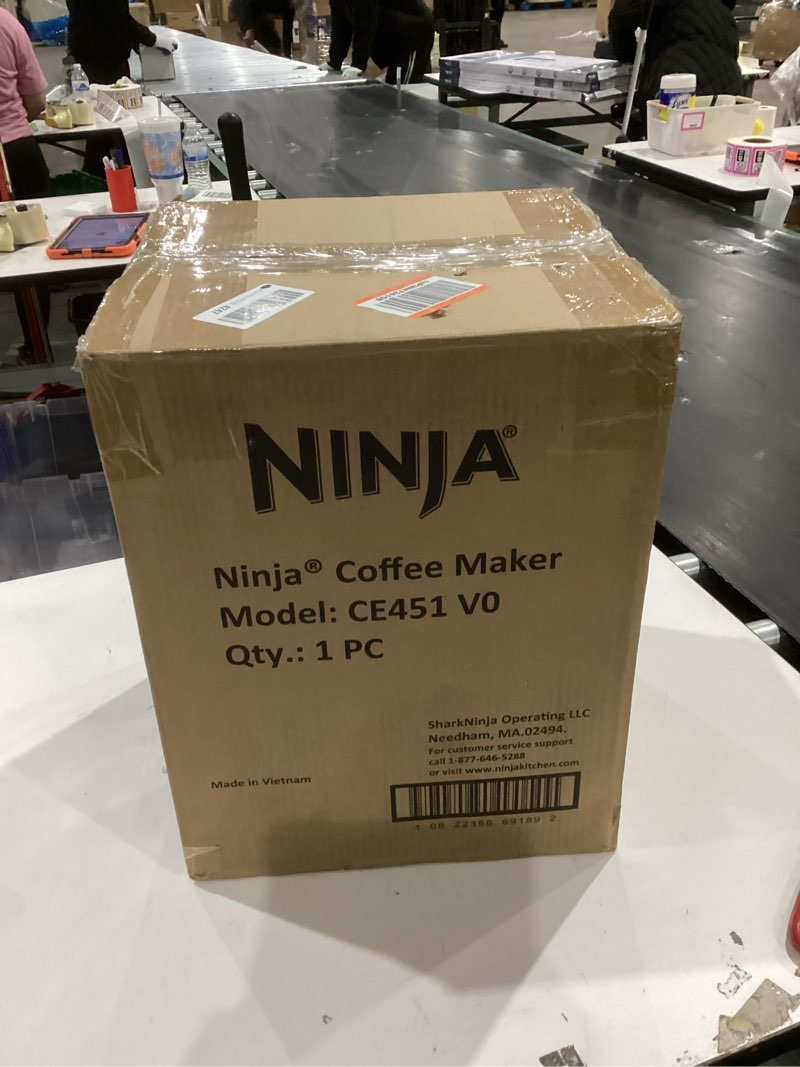 NINJA®
Ninja® Coffee Maker
Model: CE451 V0
Qty.: 1 PC
SharkNinja Operating LLC
Needham, MA.02494.
For customer service support
call 1-877-646-5288
or visit www.ninjakitchen.com
Made in Vietnam
1 06 22356 69189 2